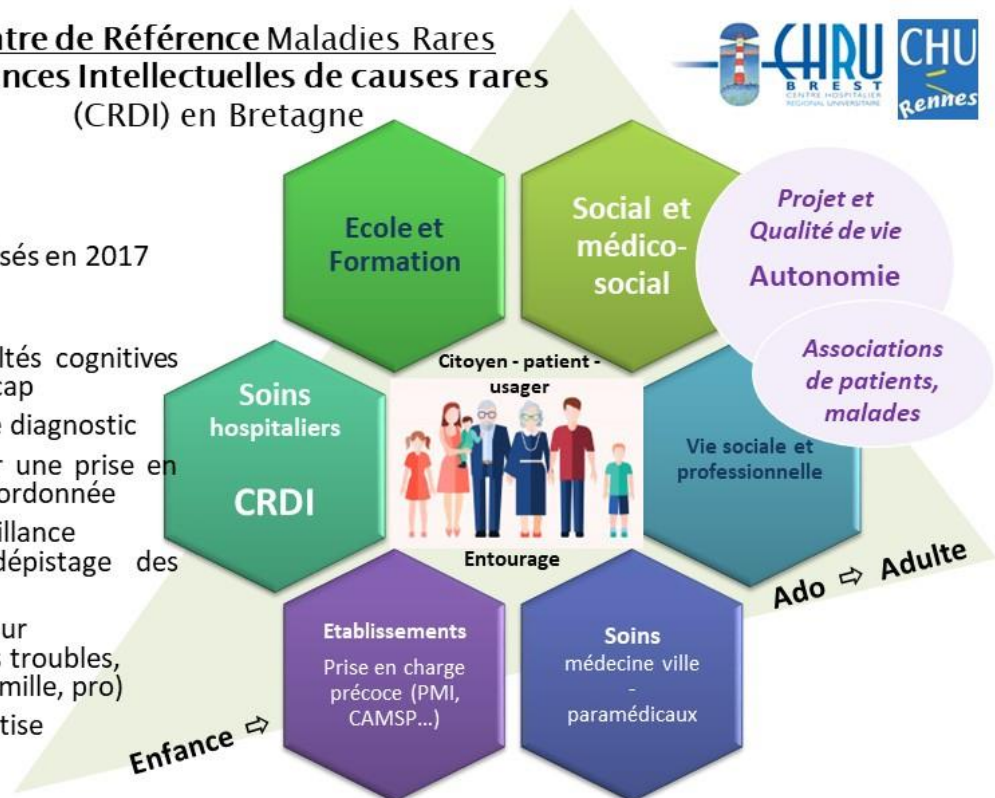 ntre de Référence Maladies Rares
nces Intellectuelles de causes rares
(CRDI) en Bretagne
CHRU
BREST
CENTRE HOSPITALIER
REGIONAL UNIVERSITAIRE
CHU
Rennes
sés en 2017
ltés cognitives
cap
e diagnostic
r une prise en
ordonnée
illance
dépistage des
ur
s troubles,
mille, pro)
tise
Ecole et
Formation
Social et
médico-
social
Projet et
Qualité de vie
Autonomie
Associations
de patients,
malades
Soins
hospitaliers
CRDI
Citoyen - patient -
usager
Entourage
Vie sociale et
professionnelle
Etablissements
Prise en charge
précoce (PMI,
CAMSP...)
Soins
médecine ville
-
paramédicaux
Enfance ⇨
Ado ⇨ Adulte